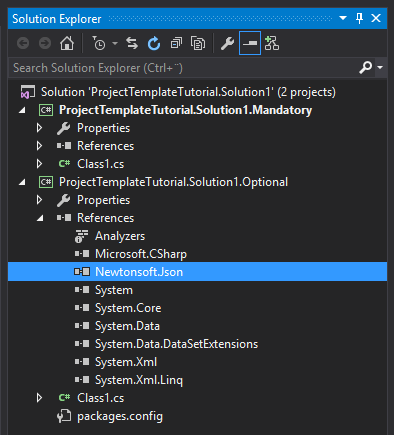 Solution Explorer
Search Solution Explorer (Ctrl+¨)
Solution 'ProjectTemplateTutorial.Solution1' (2 projects)
C# ProjectTemplateTutorial.Solution1.Mandatory
Properties
References
C# Class1.cs
C# ProjectTemplateTutorial.Solution1.Optional
Properties
References
Analyzers
Microsoft.CSharp
Newtonsoft.Json
System
System.Core
System.Data
System.Data.DataSetExtensions
System.Xml
System.Xml.Linq
C# Class1.cs
packages.config